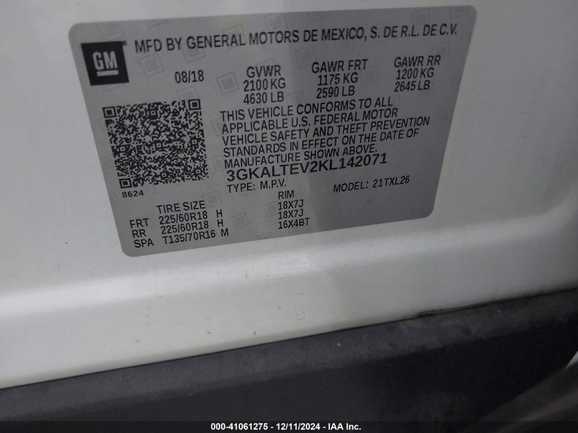 GM
MFD BY GENERAL MOTORS DE MEXICO, S. DE R.L. DE C.V.
08/18 GVWR GAWR FRT GAWR RR
2100 KG 1175 KG 1200 KG
4630 LB 2590 LB 2645 LB
THIS VEHICLE CONFORMS TO ALL
APPLICABLE U.S. FEDERAL MOTOR
VEHICLE SAFETY AND THEFT PREVENTION
STANDARDS IN EFFECT ON THE DATE OF
MANUFACTURE SHOWN ABOVE.
3GKALTEV2KL142071
8624
TYPE: M.P.V. MODEL: 21TXL26
TIRE SIZE RIM
FRT 225/60R18 H 18X7J
RR 225/60R18 H 18X7J
SPA T135/70R16 M 16X4BT
000-41061275 - 12/11/2024 - IAA Inc.